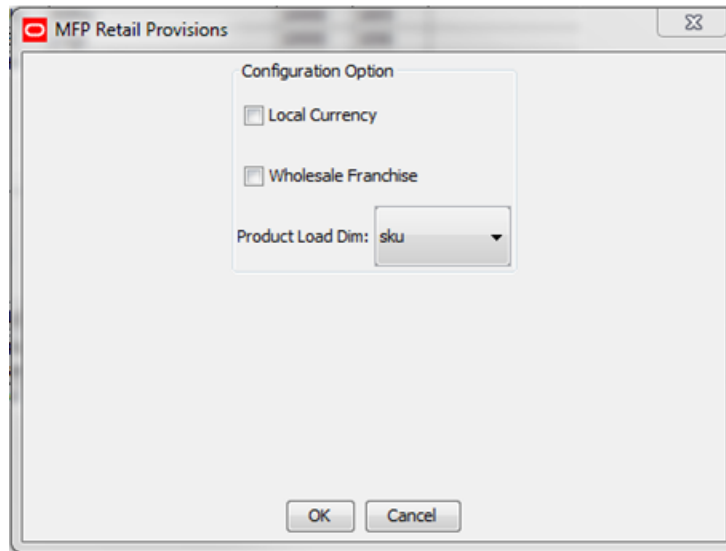 MFP Retail Provisions
Configuration Option
Local Currency
Wholesale Franchise
Product Load Dim: sku
OK Cancel